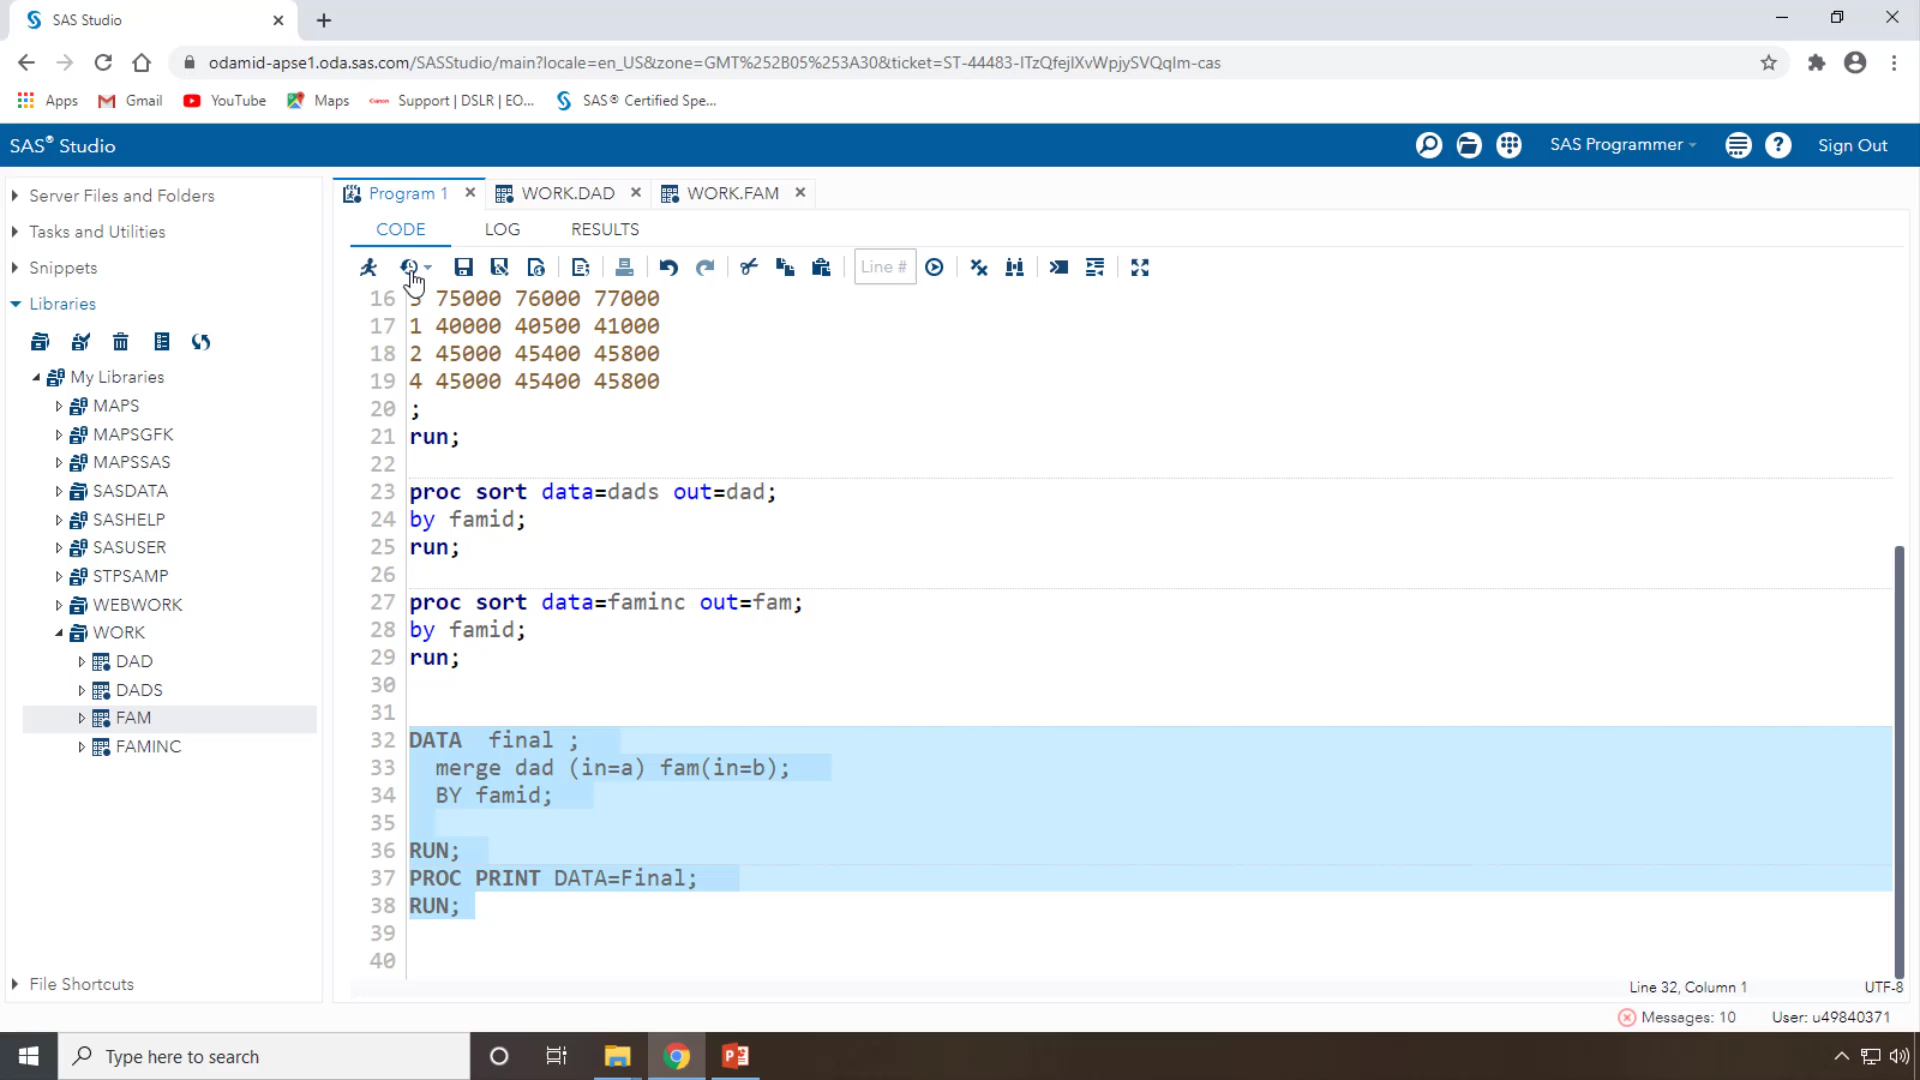 SAS Studio
odamid-apse1.oda.sas.com/SASStudio/main?locale=en_US&zone=GMT%252B05%253A30&ticket=ST-44483-ITzQfejIXvWpjySVQqIm-cas
Apps Gmail YouTube Maps Canon Support | DSLR | EO... SAS® Certified Spe...
SAS® Studio SAS Programmer Sign Out
Server Files and Folders
Tasks and Utilities
Snippets
Libraries
My Libraries
MAPS
MAPSGFK
MAPSSAS
SASDATA
SASHELP
SASUSER
STPSAMP
WEBWORK
WORK
DAD
DADS
FAM
FAMINC
File Shortcuts
Program 1 WORK.DAD WORK.FAM
CODE LOG RESULTS
Line #
16 3 75000 76000 77000
17 1 40000 40500 41000
18 2 45000 45400 45800
19 4 45000 45400 45800
20 ;
21 run;
22
23 proc sort data=dads out=dad;
24 by famid;
25 run;
26
27 proc sort data=faminc out=fam;
28 by famid;
29 run;
30
31
32 DATA final ;
33 merge dad (in=a) fam(in=b);
34 BY famid;
35
36 RUN;
37 PROC PRINT DATA=Final;
38 RUN;
39
40
Line 32, Column 1 UTF-8
Messages: 10 User: u49840371
Type here to search